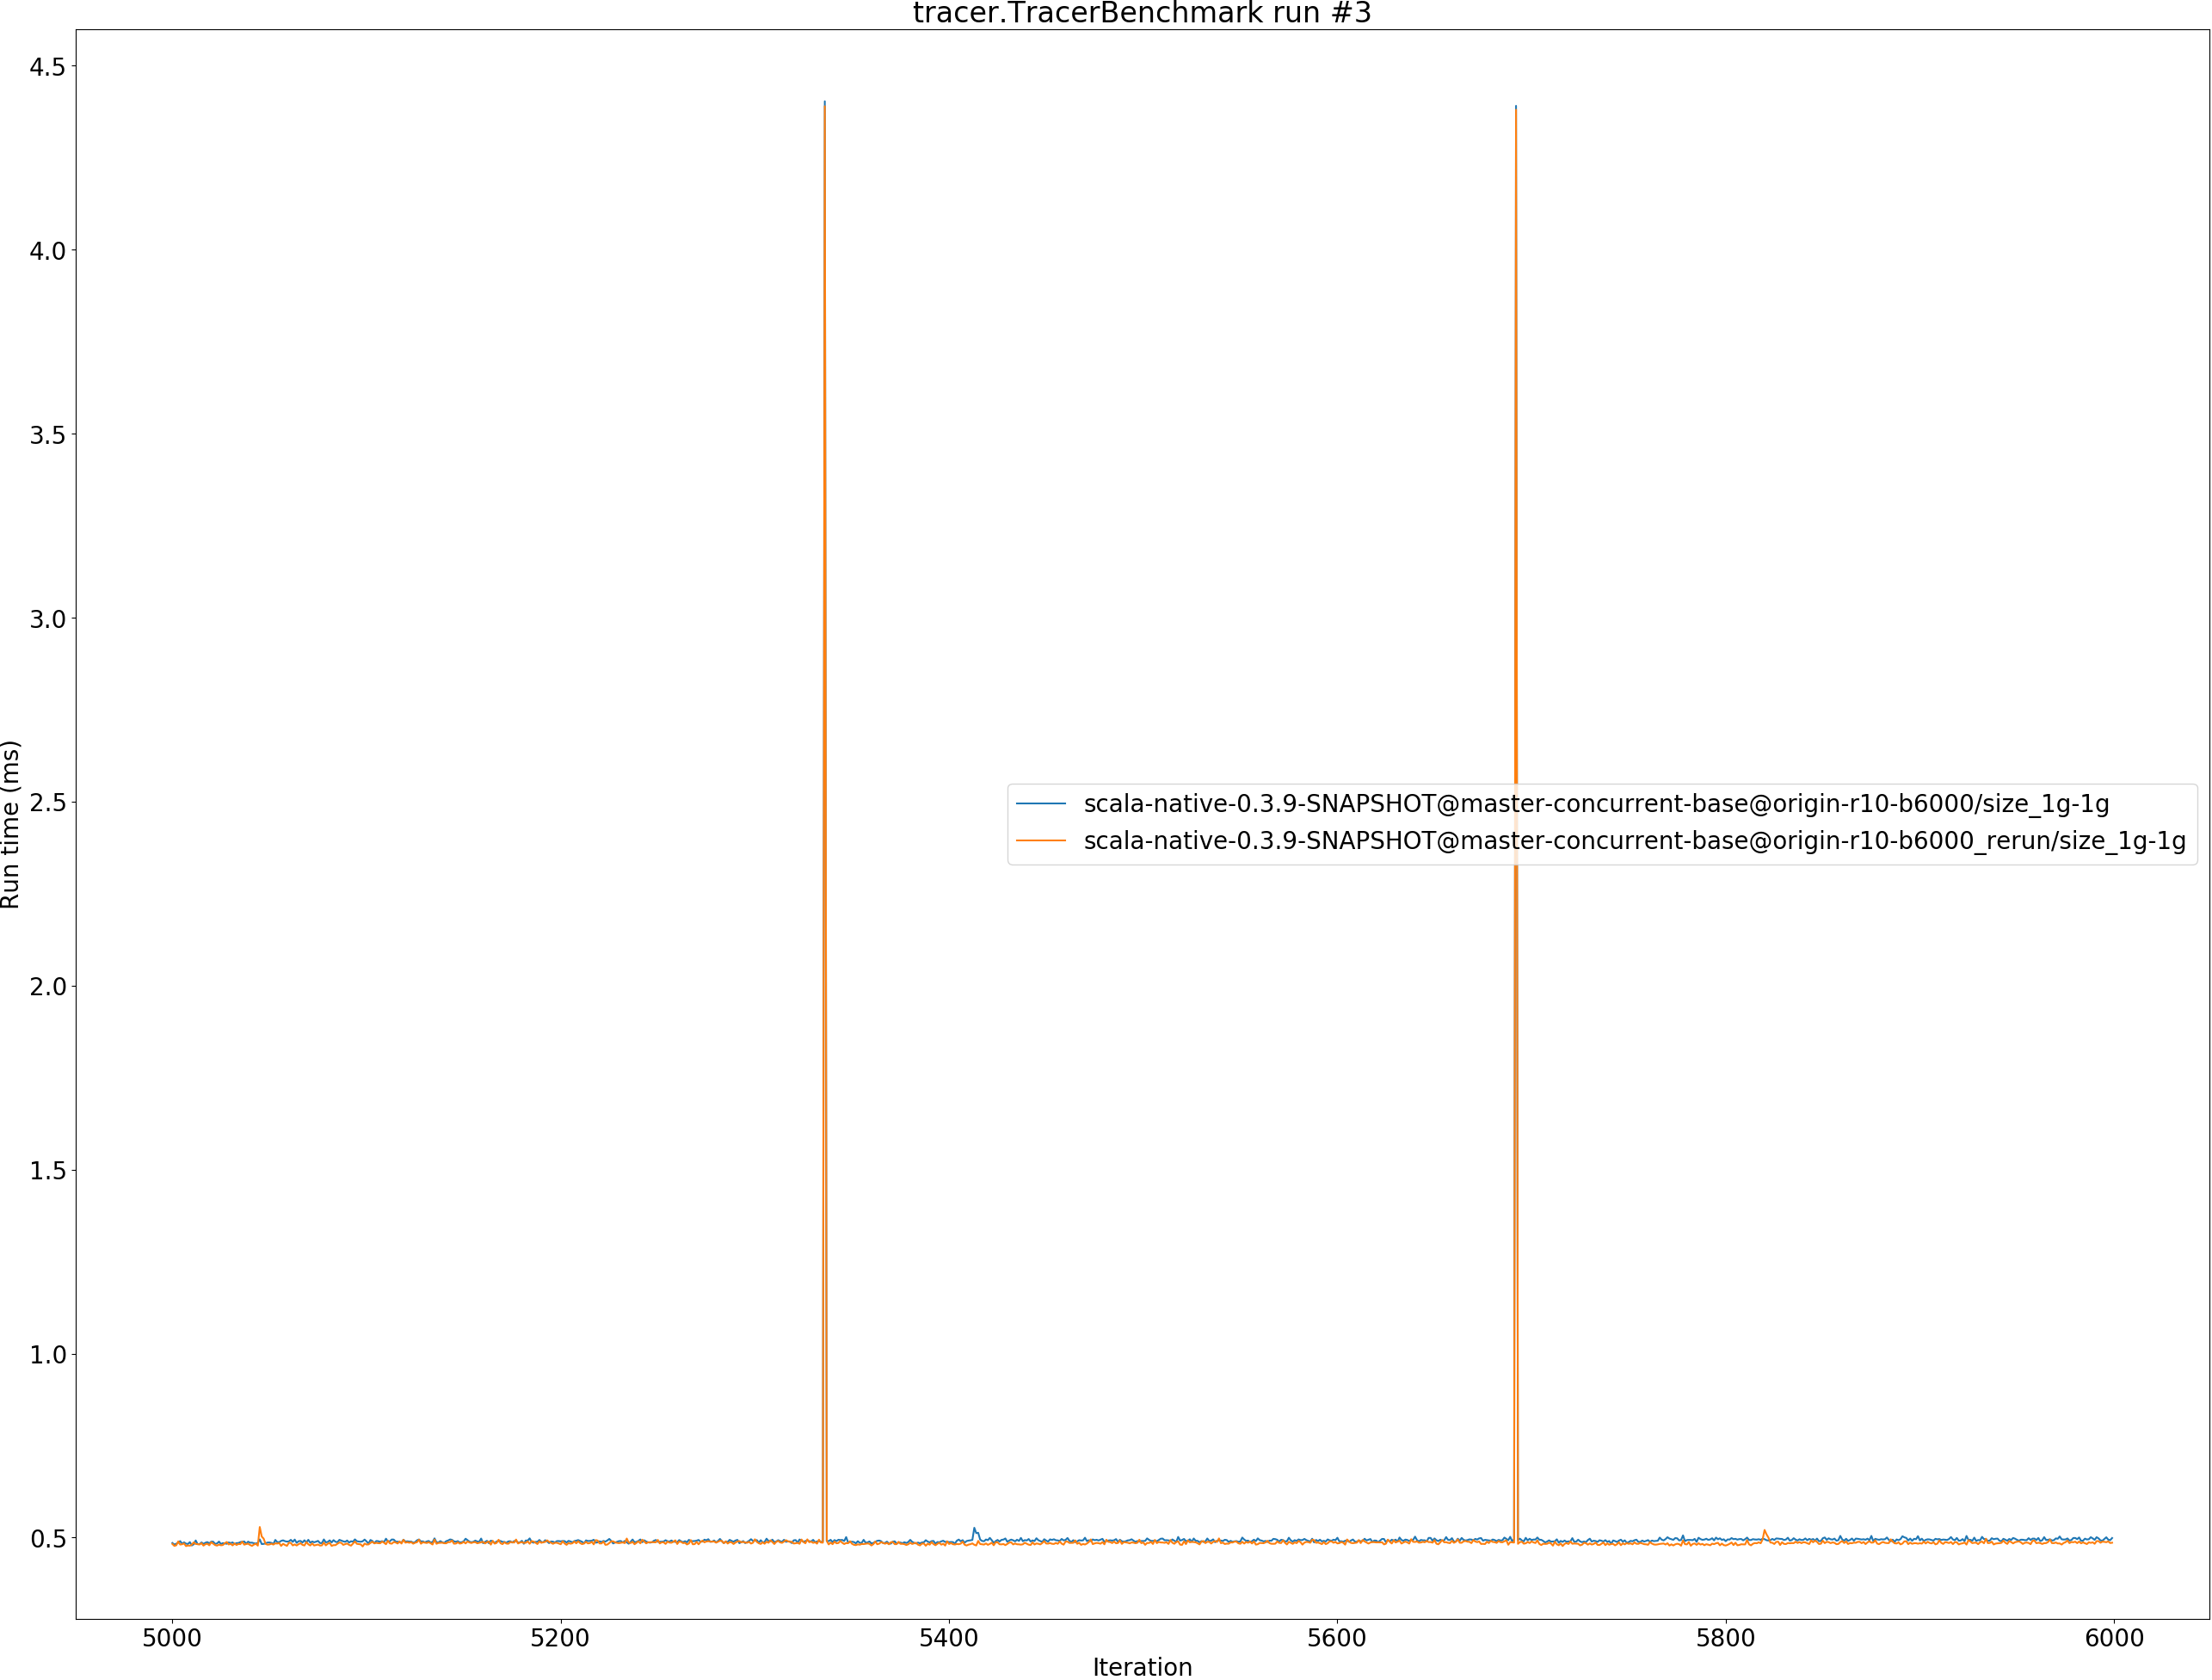 tracer.TracerBenchmark run #3
4.5
4.0
3.5
3.0
2.5
2.0
1.5
1.0
0.5
Run time (ms)
scala-native-0.3.9-SNAPSHOT@master-concurrent-base@origin-r10-b6000/size_1g-1g
scala-native-0.3.9-SNAPSHOT@master-concurrent-base@origin-r10-b6000_rerun/size_1g-1g
5000 5200 5400 5600 5800 6000
Iteration